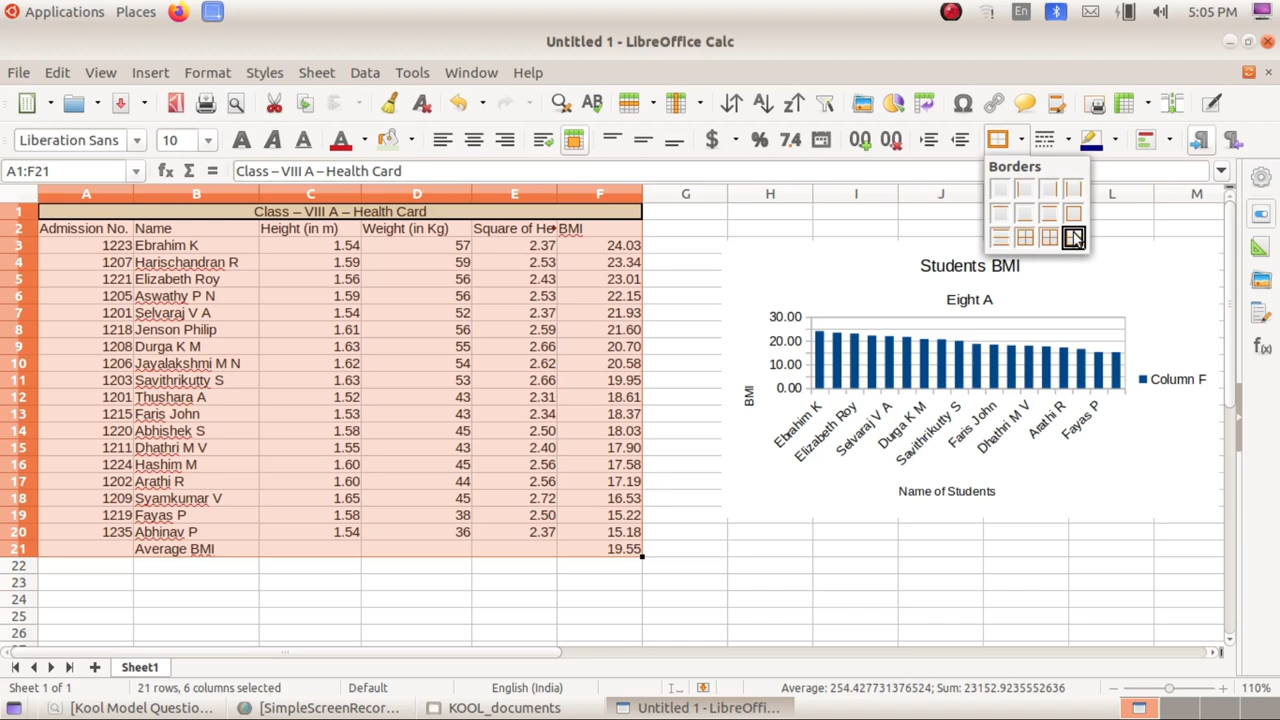 Applications Places En 5:05 PM
Untitled 1 - LibreOffice Calc
File Edit View Insert Format Styles Sheet Data Tools Window Help
Liberation Sans 10
A1:F21 Class – VIII A – Health Card
Borders
A B C D E F G H I J L M
1 Class – VIII A – Health Card
2 Admission No. Name Height (in m) Weight (in Kg) Square of He BMI
3 1223 Ebrahim K 1.54 57 2.37 24.03
4 1207 Harischandran R 1.59 59 2.53 23.34
5 1221 Elizabeth Roy 1.56 56 2.43 23.01
6 1205 Aswathy P N 1.59 56 2.53 22.15
7 1201 Selvaraj V A 1.54 52 2.37 21.93
8 1218 Jenson Philip 1.61 56 2.59 21.60
9 1208 Durga K M 1.63 55 2.66 20.70
10 1206 Jayalakshmi M N 1.62 54 2.62 20.58
11 1203 Savithrikutty S 1.63 53 2.66 19.95
12 1201 Thushara A 1.52 43 2.31 18.61
13 1215 Faris John 1.53 43 2.34 18.37
14 1220 Abhishek S 1.58 45 2.50 18.03
15 1211 Dhathri M V 1.55 43 2.40 17.90
16 1224 Hashim M 1.60 45 2.56 17.58
17 1202 Arathi R 1.60 44 2.56 17.19
18 1209 Syamkumar V 1.65 45 2.72 16.53
19 1219 Fayas P 1.58 38 2.50 15.22
20 1235 Abhinav P 1.54 36 2.37 15.18
21 Average BMI 19.55
22
23
24
25
26
Students BMI
Eight A
30.00
20.00
10.00
0.00
BMI
Column F
Ebrahim K
Elizabeth Roy
Selvaraj V A
Durga K M
Savithrikutty S
Faris John
Dhathri M V
Arathi R
Fayas P
Name of Students
Sheet1
Sheet 1 of 1 21 rows, 6 columns selected Default English (India) Average: 254.427731376524; Sum: 23152.9235552636 110%
[Kool Model Questio... [SimpleScreenRecor... KOOL_documents Untitled 1 - LibreOffi...